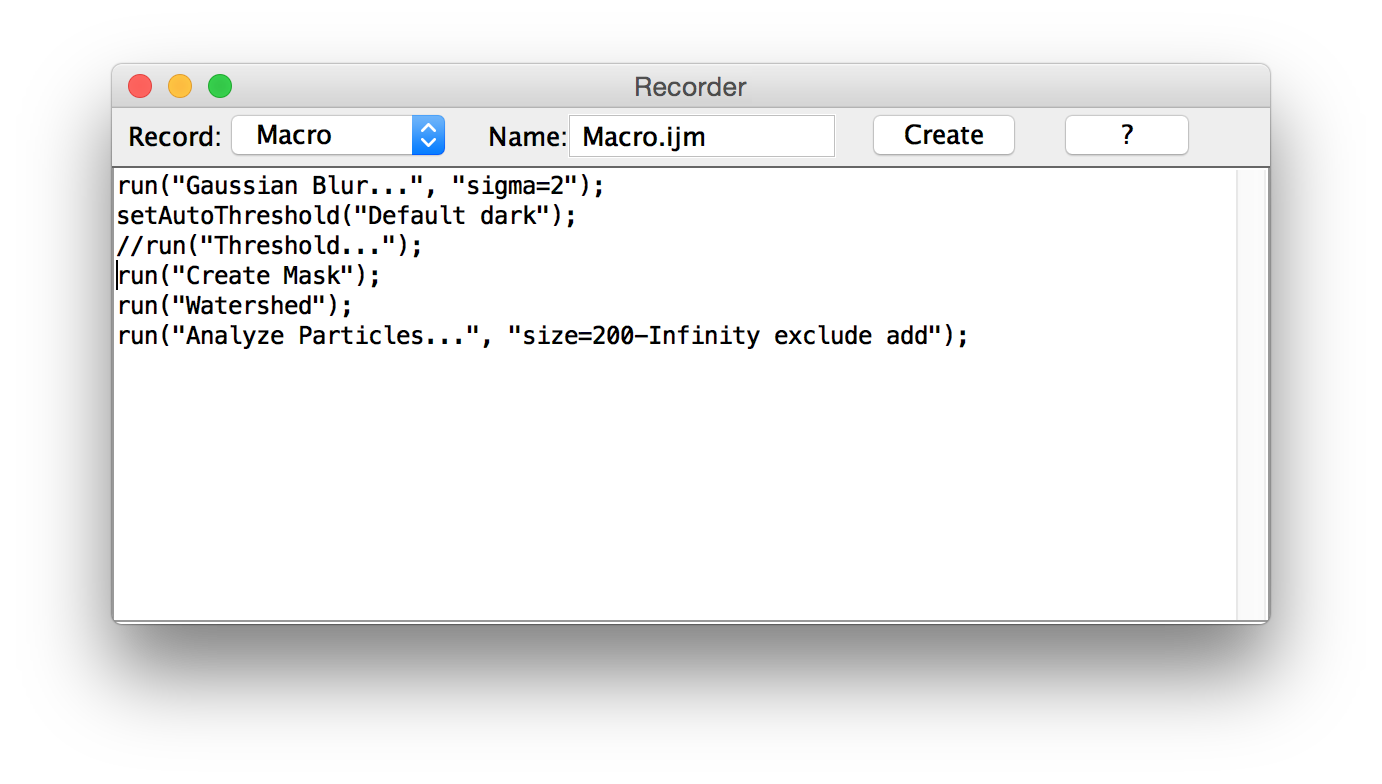 Recorder
Record: Macro Name: Macro.ijm Create ?
run("Gaussian Blur...", "sigma=2");
setAutoThreshold("Default dark");
//run("Threshold...");
run("Create Mask");
run("Watershed");
run("Analyze Particles...", "size=200-Infinity exclude add");